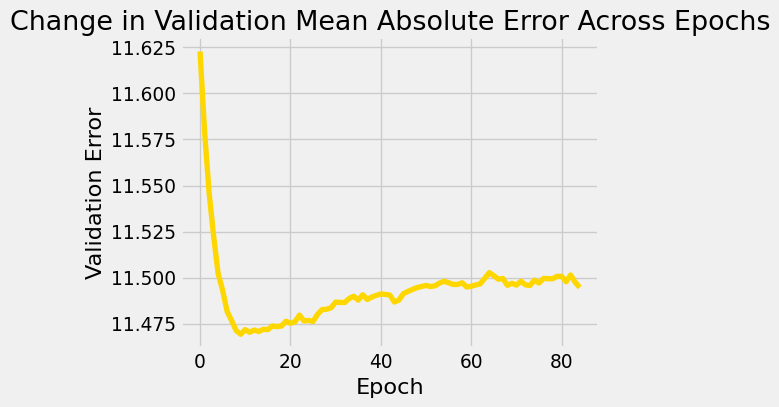 Change in Validation Mean Absolute Error Across Epochs
11.625
11.600
11.575
11.550
11.525
11.500
11.475
Validation Error
0 20 40 60 80
Epoch